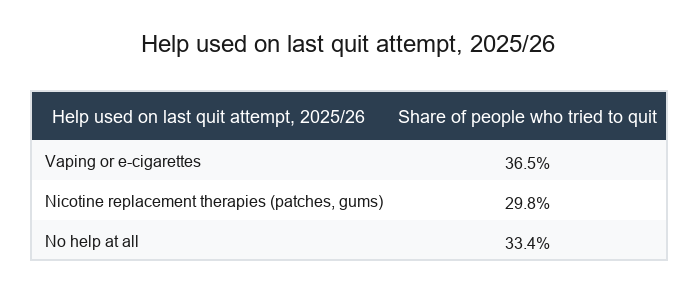 Help used on last quit attempt, 2025/26
Help used on last quit attempt, 2025/26 Share of people who tried to quit
Vaping or e-cigarettes 36.5%
Nicotine replacement therapies (patches, gums) 29.8%
No help at all 33.4%